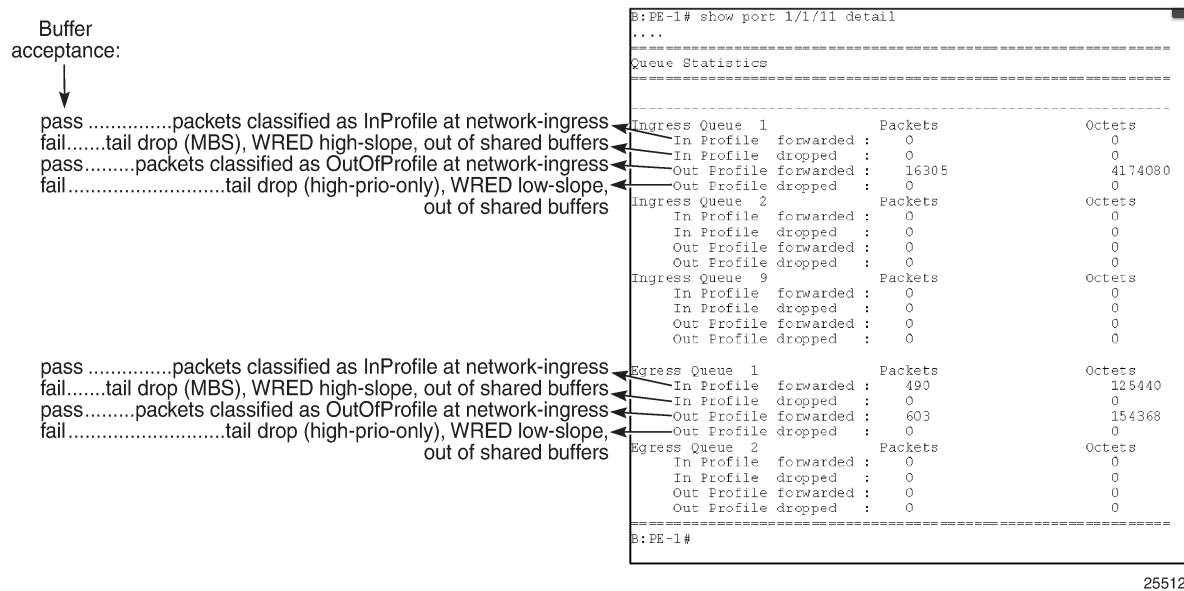 Buffer
acceptance:
pass ...............packets classified as InProfile at network-ingress
fail.......tail drop (MBS), WRED high-slope, out of shared buffers
pass.........packets classified as OutOfProfile at network-ingress
fail............................tail drop (high-prio-only), WRED low-slope,
out of shared buffers
pass ...............packets classified as InProfile at network-ingress
fail.......tail drop (MBS), WRED high-slope, out of shared buffers
pass.........packets classified as OutOfProfile at network-ingress
fail............................tail drop (high-prio-only), WRED low-slope,
out of shared buffers
B:PE-1# show port 1/1/11 detail
....
===============================================================================
Queue Statistics
===============================================================================
-------------------------------------------------------------------------------
Ingress Queue 1 Packets Octets
In Profile forwarded : 0 0
In Profile dropped : 0 0
Out Profile forwarded : 16305 4174080
Out Profile dropped : 0 0
Ingress Queue 2 Packets Octets
In Profile forwarded : 0 0
In Profile dropped : 0 0
Out Profile forwarded : 0 0
Out Profile dropped : 0 0
Ingress Queue 9 Packets Octets
In Profile forwarded : 0 0
In Profile dropped : 0 0
Out Profile forwarded : 0 0
Out Profile dropped : 0 0
Egress Queue 1 Packets Octets
In Profile forwarded : 490 125440
In Profile dropped : 0 0
Out Profile forwarded : 603 154368
Out Profile dropped : 0 0
Egress Queue 2 Packets Octets
In Profile forwarded : 0 0
In Profile dropped : 0 0
Out Profile forwarded : 0 0
Out Profile dropped : 0 0
===============================================================================
B:PE-1#
25512